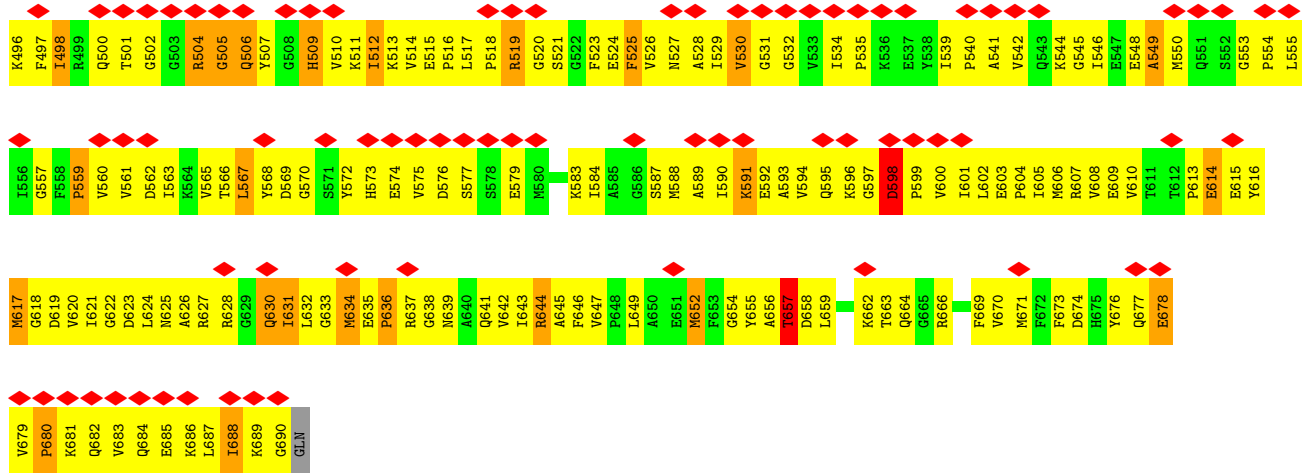 K496 F497 I498 R499 Q500 T501 G502 G503 R504 G505 Q506 Y507 G508 H509 V510 K511 I512 K513 V514 E515 P516 L517 P518 R519 G520 S521 G522 F523 E524 F525 V526 N527 A528 I529 V530 G531 G532 V533 I534 P535 K536 E537 Y538 I539 P540 A541 V542 Q543 K544 G545 I546 E547 E548 A549 M550 Q551 S552 G553 P554 L555
I556 G557 F558 P559 V560 V561 D562 I563 K564 V565 T566 L567 Y568 D569 G570 S571 Y572 H573 E574 V575 D576 S577 S578 E579 M580 K583 I584 A585 G586 S587 M588 A589 I590 K591 E592 A593 V594 Q595 K596 G597 D598 P599 V600 I601 L602 E603 P604 I605 M606 R607 V608 E609 V610 T611 T612 P613 E614 E615 Y616
M617 G618 D619 V620 I621 G622 D623 L624 N625 A626 R627 R628 G629 Q630 I631 L632 G633 M634 E635 P636 R637 G638 N639 A640 Q641 V642 I643 R644 A645 F646 V647 P648 L649 A650 E651 M652 F653 G654 Y655 A656 T657 D658 L659 K662 T663 Q664 G665 R666 F669 V670 M671 F672 F673 D674 H675 Y676 Q677 E678
V679 P680 K681 Q682 V683 Q684 E685 K686 L687 I688 K689 G690 GLN